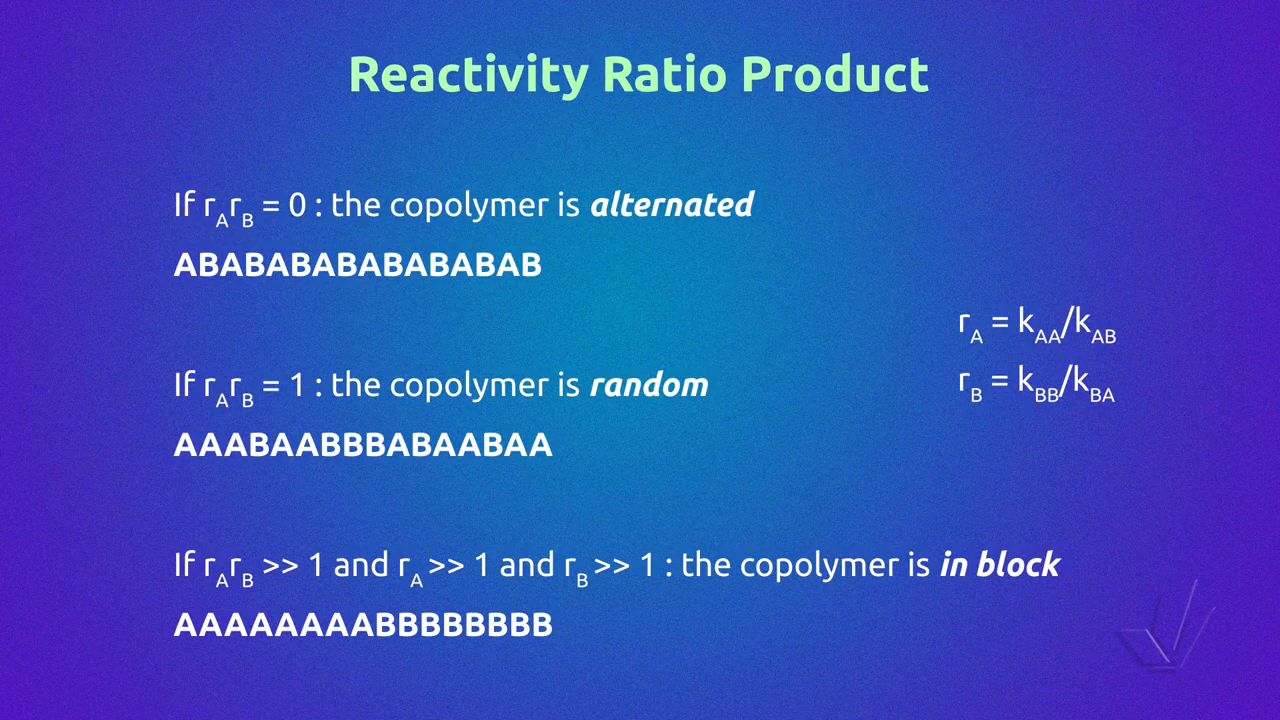 Reactivity Ratio Product
If r_A r_B = 0 : the copolymer is alternated
ABABABABABABABAB
If r_A r_B = 1 : the copolymer is random
AAABAABBBABAABAA
If r_A r_B >> 1 and r_A >> 1 and r_B >> 1 : the copolymer is in block
AAAAAAAABBBBBBBB
r_A = k_AA/k_AB
r_B = k_BB/k_BA